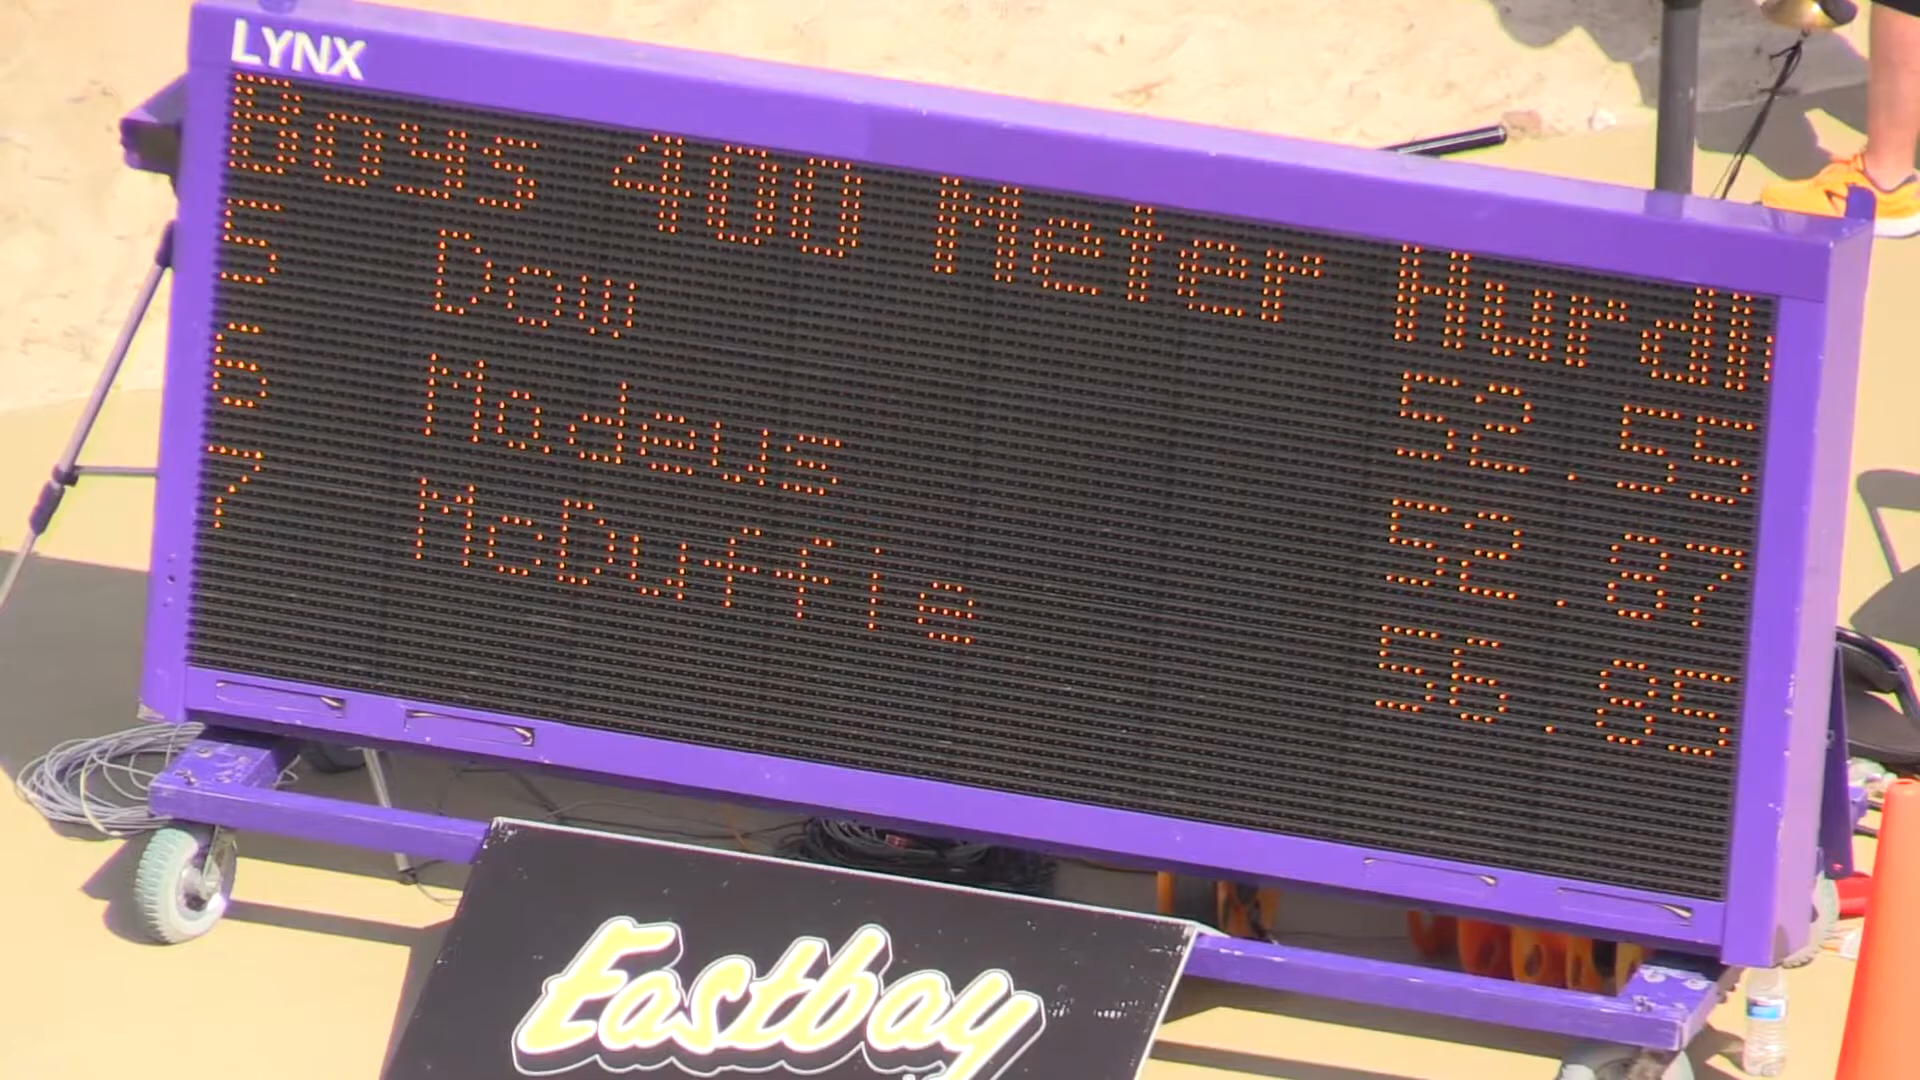 LYNX
Boys 400 Meter Hurdl
5 Dow 52.55
6 Madeus 52.87
7 McDuffie 56.85
Eastbay